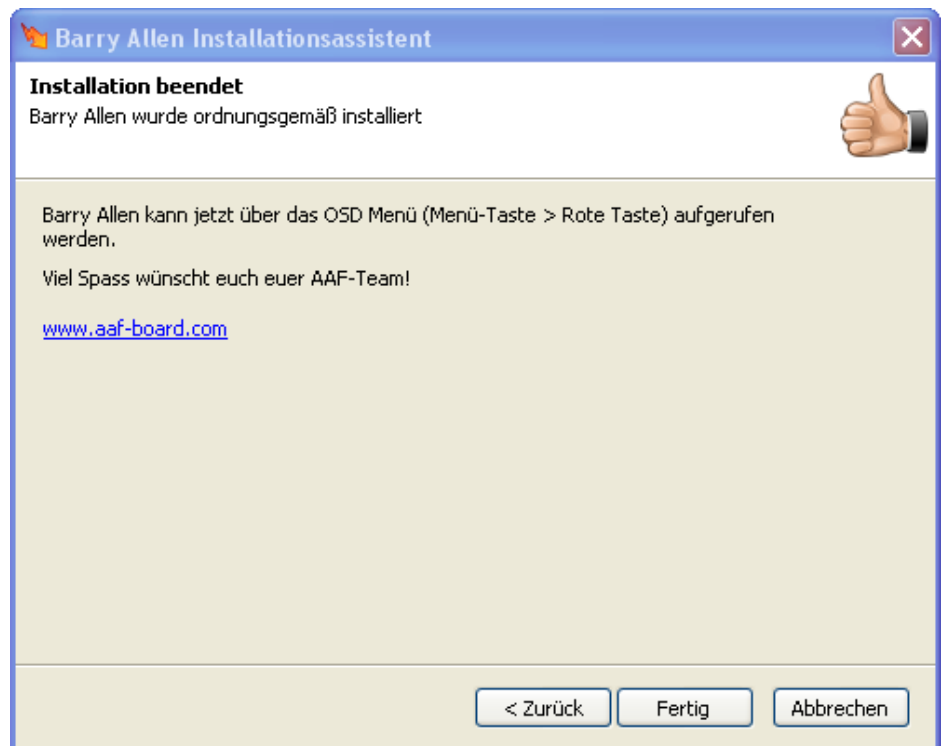 Barry Allen Installationsassistent
Installation beendet
Barry Allen wurde ordnungsgemäß installiert
Barry Allen kann jetzt über das OSD Menü (Menü-Taste > Rote Taste) aufgerufen
werden.
Viel Spass wünscht euch euer AAF-Team!
www.aaf-board.com
< Zurück
Fertig
Abbrechen